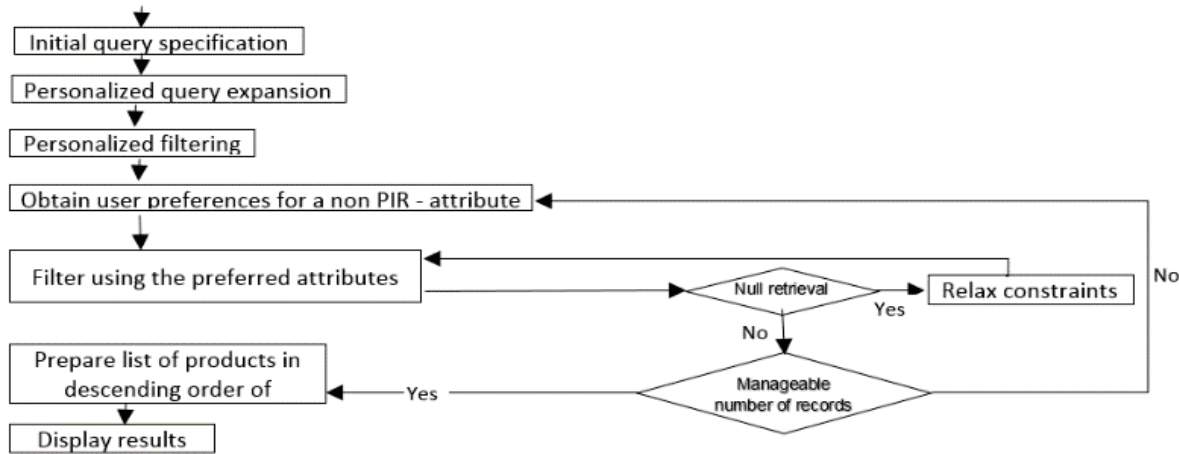 Initial query specification
Personalized query expansion
Personalized filtering
Obtain user preferences for a non PIR - attribute
Filter using the preferred attributes
Null retrieval
Yes
Relax constraints
No
No
Prepare list of products in
descending order of
Yes
Manageable
number of records
Display results